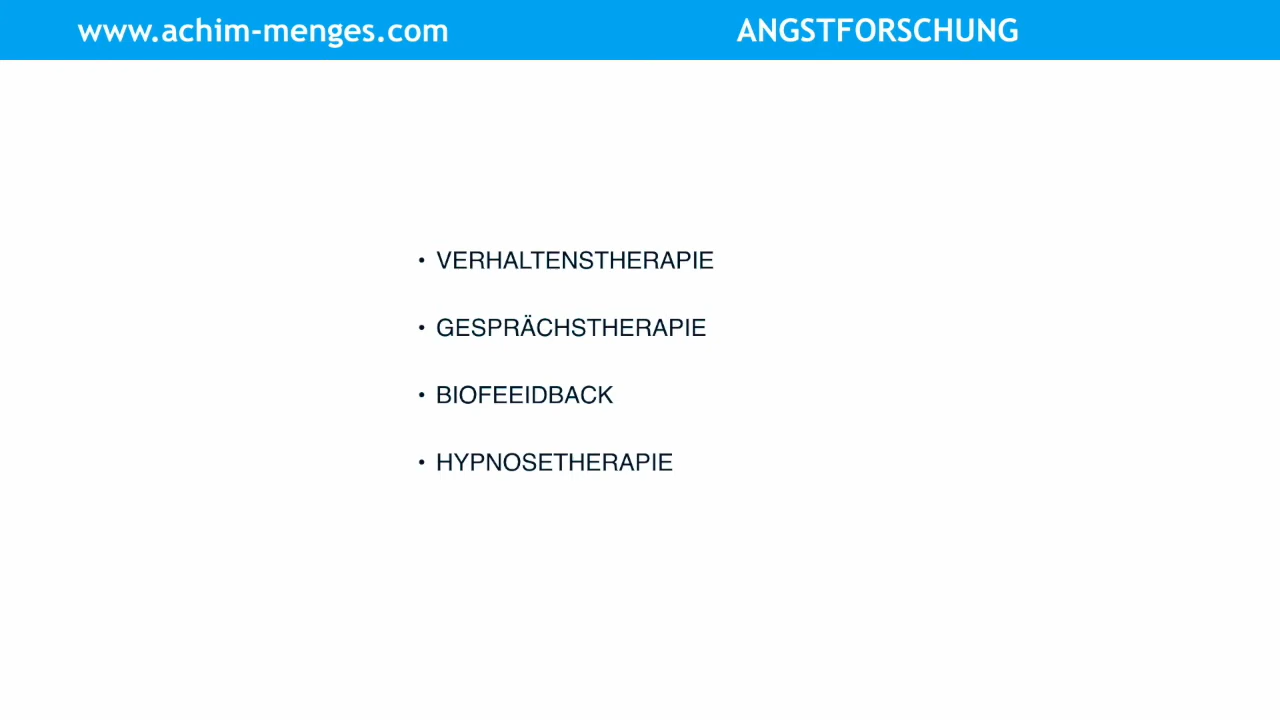 www.achim-menges.com ANGSTFORSCHUNG
• VERHALTENSTHERAPIE
• GESPRÄCHSTHERAPIE
• BIOFEEIDBACK
• HYPNOSETHERAPIE